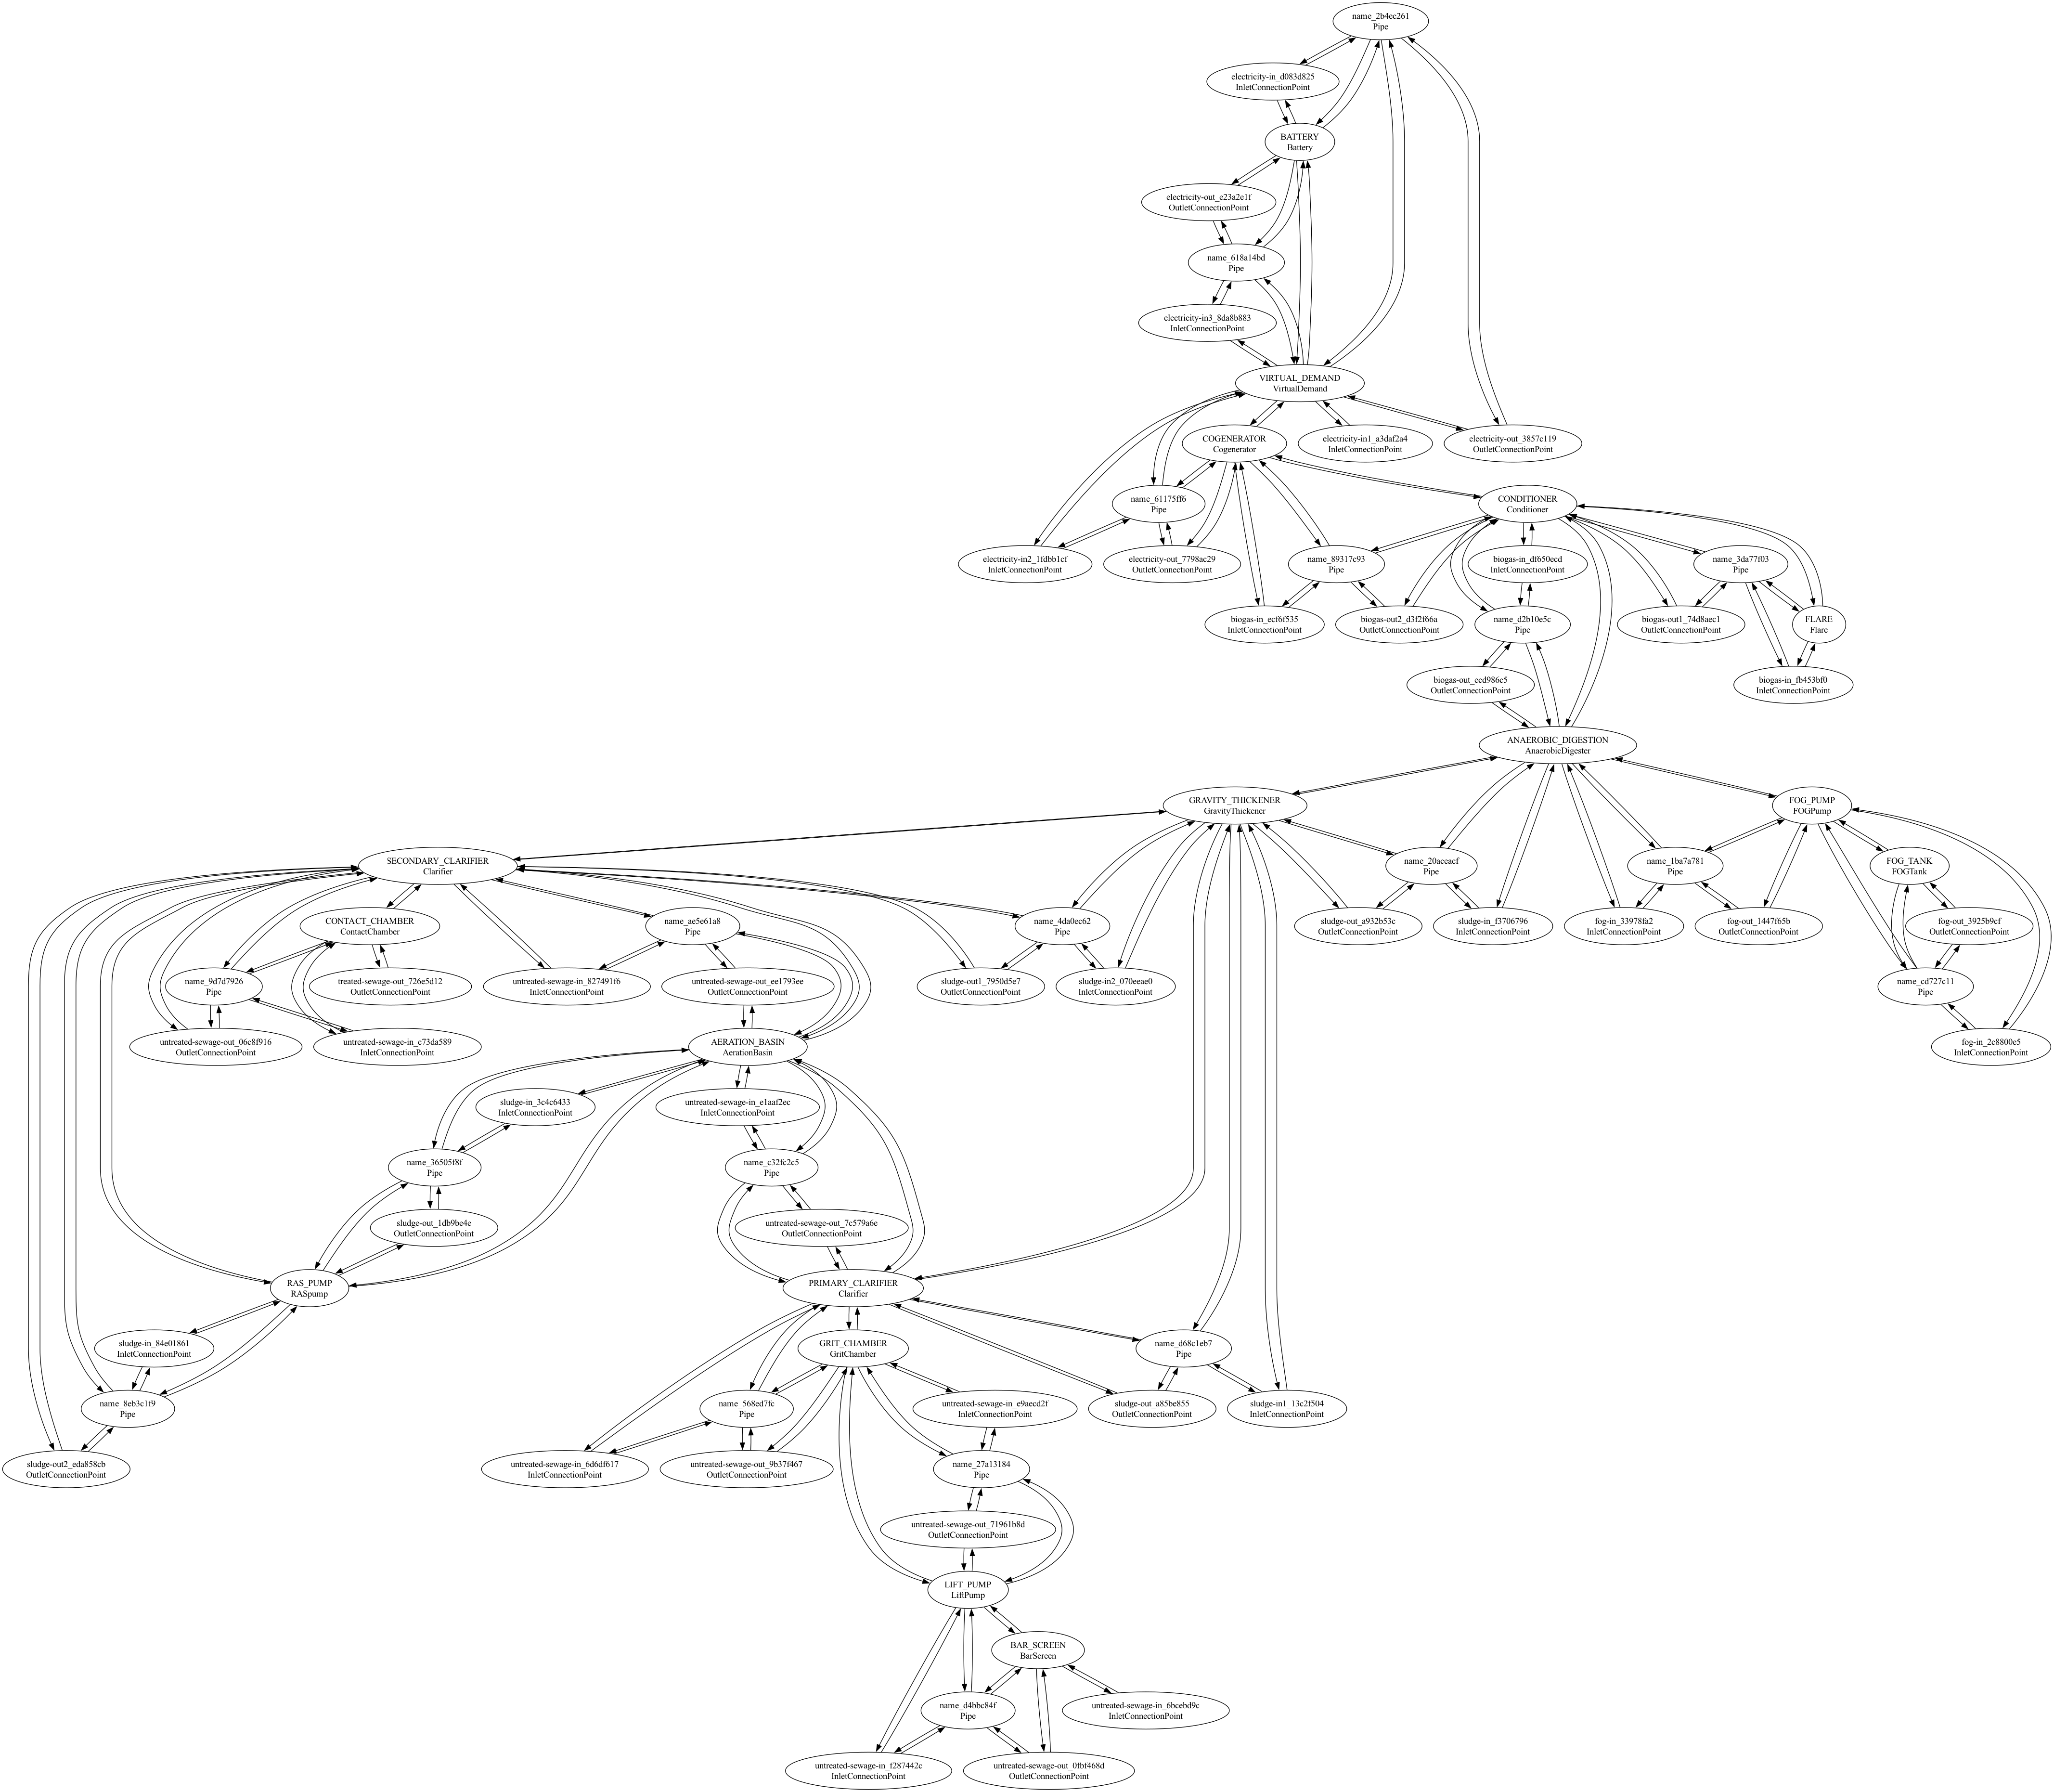 name_2b4ec261
Pipe
electricity-in_d083d825
InletConnectionPoint
BATTERY
Battery
electricity-out_e23a2e1f
OutletConnectionPoint
name_618a14bd
Pipe
electricity-in3_8da8b883
InletConnectionPoint
VIRTUAL_DEMAND
VirtualDemand
COGENERATOR
Cogenerator
electricity-in1_a3daf2a4
InletConnectionPoint
electricity-out_3857c119
OutletConnectionPoint
name_61175ff6
Pipe
CONDITIONER
Conditioner
electricity-in2_1fdbb1cf
InletConnectionPoint
electricity-out_7798ac29
OutletConnectionPoint
name_89317c93
Pipe
biogas-in_df650ecd
InletConnectionPoint
name_3da77f03
Pipe
biogas-in_ecf6f535
InletConnectionPoint
biogas-out2_d3f2f66a
OutletConnectionPoint
name_d2b10e5c
Pipe
biogas-out1_74d8aec1
OutletConnectionPoint
FLARE
Flare
biogas-out_ecd986c5
OutletConnectionPoint
biogas-in_fb453bf0
InletConnectionPoint
ANAEROBIC_DIGESTION
AnaerobicDigester
GRAVITY_THICKENER
GravityThickener
FOG_PUMP
FOGPump
SECONDARY_CLARIFIER
Clarifier
name_20aceacf
Pipe
name_1ba7a781
Pipe
FOG_TANK
FOGTank
CONTACT_CHAMBER
ContactChamber
name_ae5e61a8
Pipe
name_4da0ec62
Pipe
sludge-out_a932b53c
OutletConnectionPoint
sludge-in_f3706796
InletConnectionPoint
fog-in_33978fa2
InletConnectionPoint
fog-out_1447f65b
OutletConnectionPoint
fog-out_3925b9cf
OutletConnectionPoint
name_9d7d7926
Pipe
treated-sewage-out_726e5d12
OutletConnectionPoint
untreated-sewage-in_827491f6
InletConnectionPoint
untreated-sewage-out_ee1793ee
OutletConnectionPoint
sludge-out1_7950d5e7
OutletConnectionPoint
sludge-in2_070eeae0
InletConnectionPoint
name_cd727c11
Pipe
untreated-sewage-out_06c8f916
OutletConnectionPoint
untreated-sewage-in_c73da589
InletConnectionPoint
AERATION_BASIN
AerationBasin
fog-in_2c8800e5
InletConnectionPoint
sludge-in_3c4c6433
InletConnectionPoint
untreated-sewage-in_e1aaf2ec
InletConnectionPoint
name_36505f8f
Pipe
name_c32fc2c5
Pipe
sludge-out_1db9be4e
OutletConnectionPoint
untreated-sewage-out_7c579a6e
OutletConnectionPoint
RAS_PUMP
RASpump
PRIMARY_CLARIFIER
Clarifier
sludge-in_84e01861
InletConnectionPoint
GRIT_CHAMBER
GritChamber
name_d68c1eb7
Pipe
name_8eb3c1f9
Pipe
name_568ed7fc
Pipe
untreated-sewage-in_e9aecd2f
InletConnectionPoint
sludge-out_a85be855
OutletConnectionPoint
sludge-in1_13c2f504
InletConnectionPoint
sludge-out2_eda858cb
OutletConnectionPoint
untreated-sewage-in_6d6df617
InletConnectionPoint
untreated-sewage-out_9b37f467
OutletConnectionPoint
name_27a13184
Pipe
untreated-sewage-out_71961b8d
OutletConnectionPoint
LIFT_PUMP
LiftPump
BAR_SCREEN
BarScreen
name_d4bbc84f
Pipe
untreated-sewage-in_6bcebd9c
InletConnectionPoint
untreated-sewage-in_f287442c
InletConnectionPoint
untreated-sewage-out_0fbf468d
OutletConnectionPoint